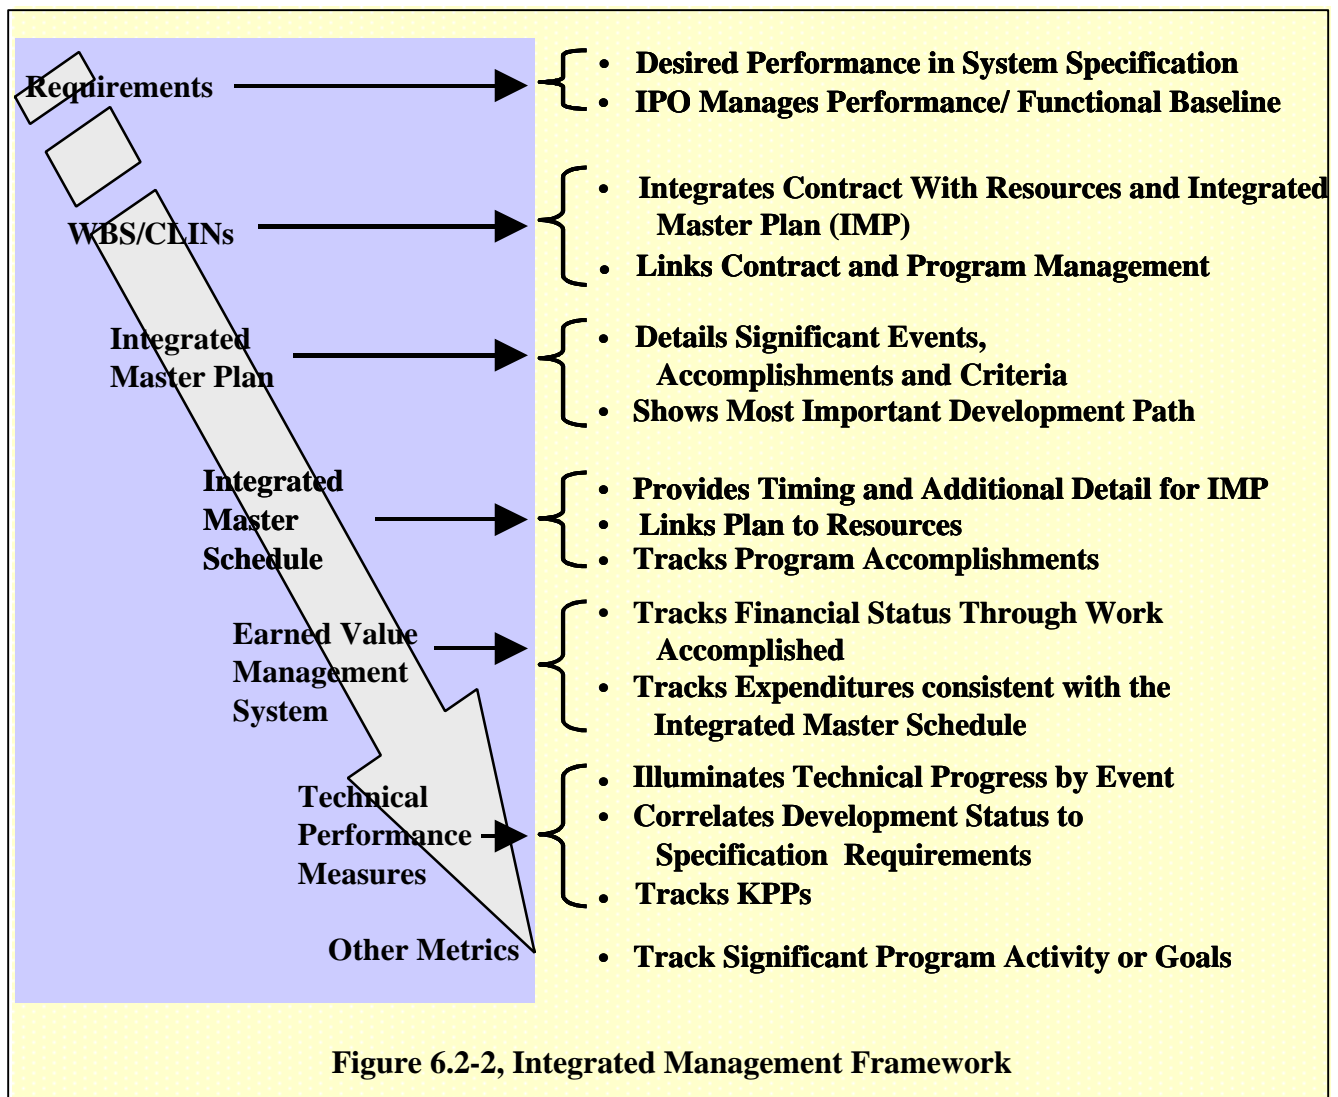 Requirements
• Desired Performance in System Specification
• IPO Manages Performance/ Functional Baseline
WBS/CLINs
• Integrates Contract With Resources and Integrated
Master Plan (IMP)
• Links Contract and Program Management
Integrated
Master Plan
• Details Significant Events,
Accomplishments and Criteria
• Shows Most Important Development Path
Integrated
Master
Schedule
• Provides Timing and Additional Detail for IMP
• Links Plan to Resources
• Tracks Program Accomplishments
Earned Value
Management
System
• Tracks Financial Status Through Work
Accomplished
• Tracks Expenditures consistent with the
Integrated Master Schedule
Technical
Performance
Measures
• Illuminates Technical Progress by Event
• Correlates Development Status to
Specification Requirements
• Tracks KPPs
Other Metrics
• Track Significant Program Activity or Goals
Figure 6.2-2, Integrated Management Framework